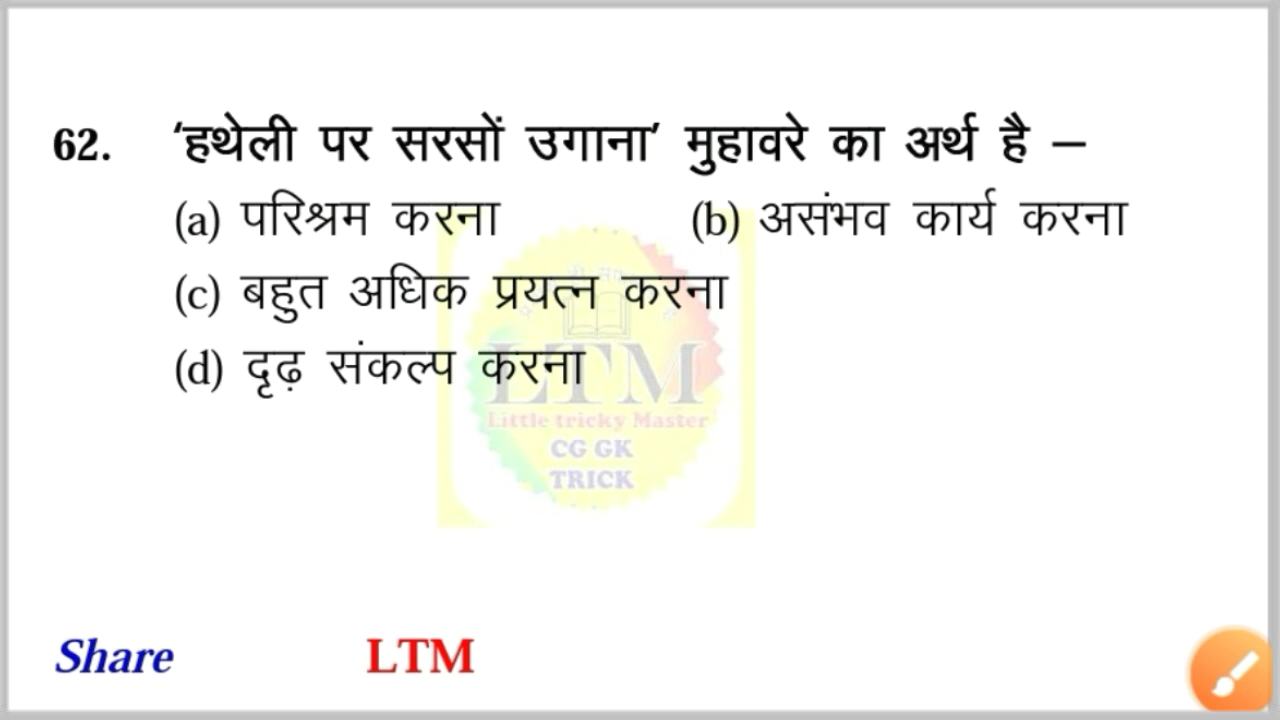 62. ‘हथेली पर सरसों उगाना’ मुहावरे का अर्थ है –
(a) परिश्रम करना (b) असंभव कार्य करना
(c) बहुत अधिक प्रयत्न करना
(d) दृढ़ संकल्प करना
LTM
Little tricky Master
CG GK
TRICK
Share LTM